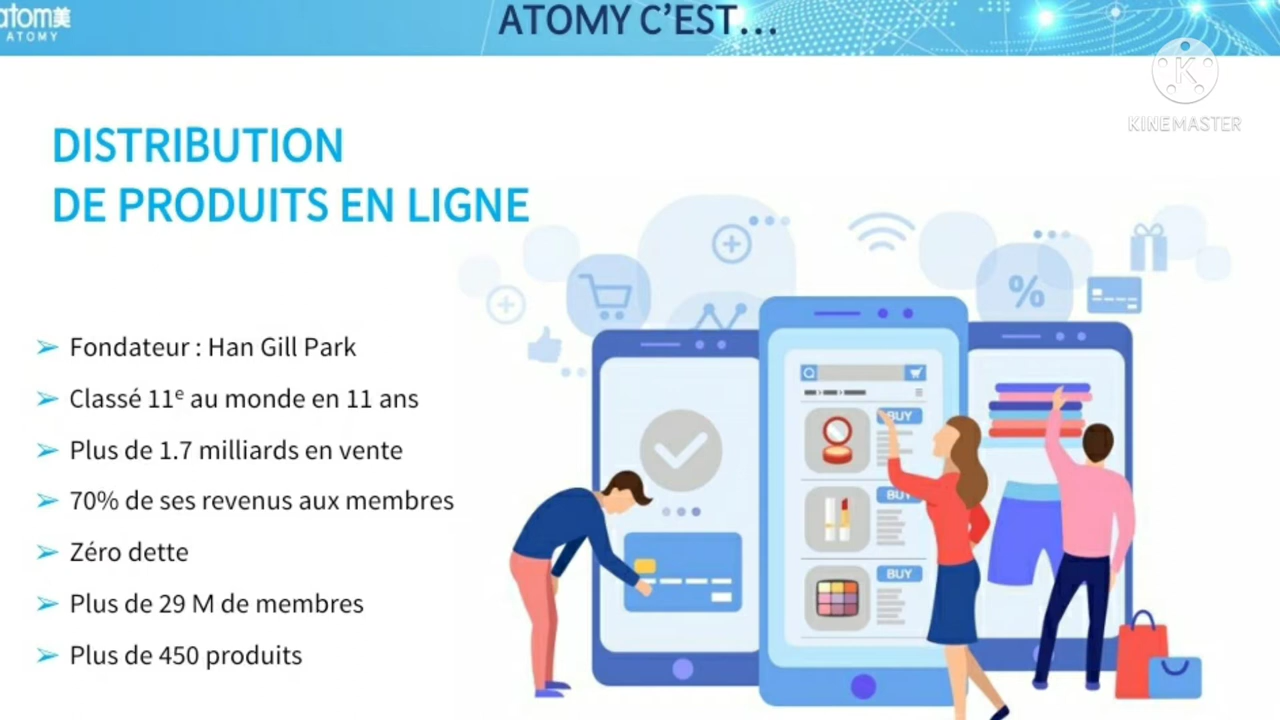 atom美
ATOMY
ATOMY C'EST...
KINEMASTER
DISTRIBUTION
DE PRODUITS EN LIGNE
➢ Fondateur : Han Gill Park
➢ Classé 11e au monde en 11 ans
➢ Plus de 1.7 milliards en vente
➢ 70% de ses revenus aux membres
➢ Zéro dette
➢ Plus de 29 M de membres
➢ Plus de 450 produits
%
BUY
BUY
BUY